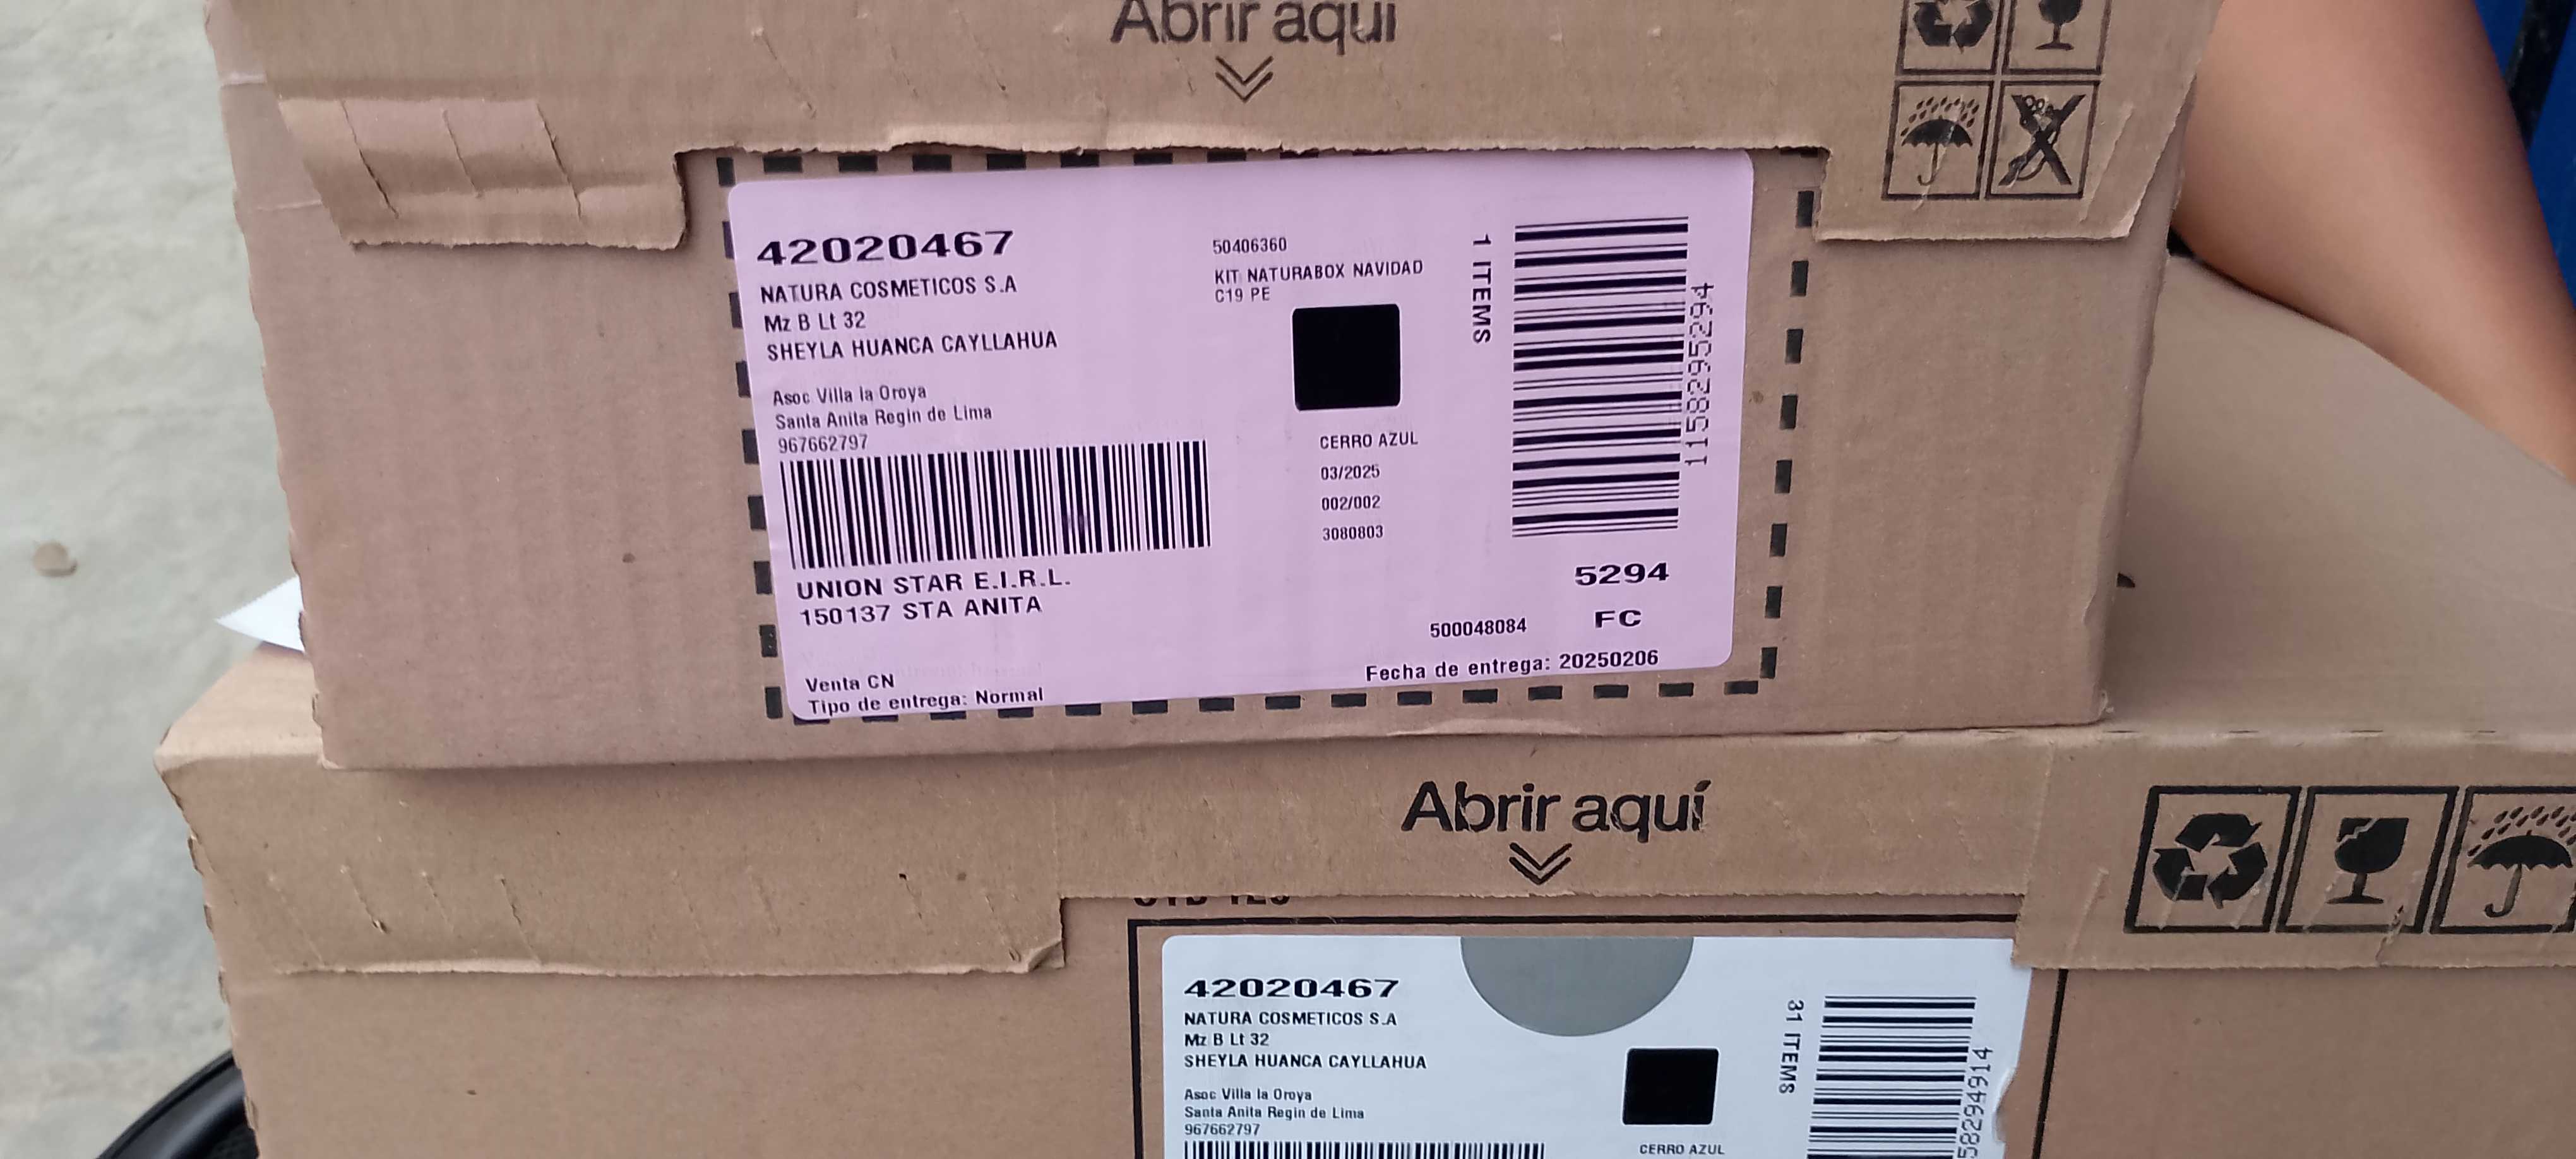 Abrir aquí
42020467
NATURA COSMETICOS S.A
Mz B Lt 32
SHEYLA HUANCA CAYLLAHUA
Asoc Villa la Oroya
Santa Anita Regin de Lima
967662797
UNION STAR E.I.R.L.
150137 STA ANITA
Venta CN
Tipo de entrega: Normal
50406360
KIT NATURABOX NAVIDAD
C19 PE
CERRO AZUL
03/2025
002/002
3080803
1 ITEMS
1158295294
5294
FC
500048084
Fecha de entrega: 20250206
Abrir aquí
42020467
NATURA COSMETICOS S.A
Mz B Lt 32
SHEYLA HUANCA CAYLLAHUA
Asoc Villa la Oroya
Santa Anita Regin de Lima
967662797
CERRO AZUL
31 ITEMS
58294914